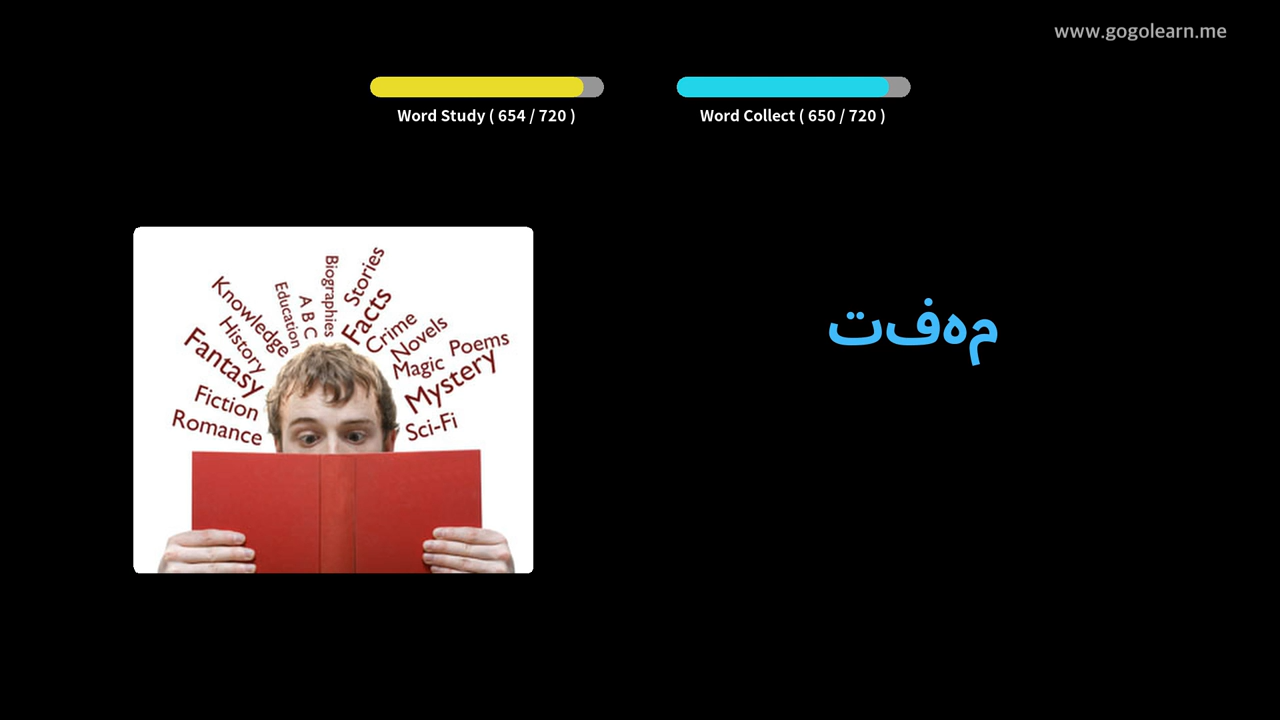 www.gogolearn.me
Word Study ( 654 / 720 )
Word Collect ( 650 / 720 )
Biographies
Stories
Education
A B C
Facts
Knowledge
History
Crime
Novels
Poems
Fantasy
Magic
Mystery
Fiction
Romance
Sci-Fi
مهفت